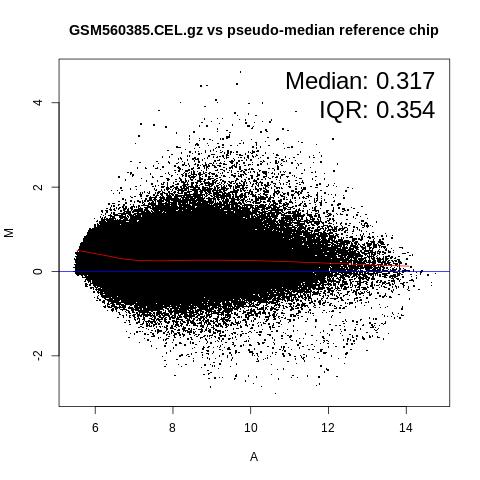 GSM560385.CEL.gz vs pseudo-median reference chip
Median: 0.317
IQR: 0.354
4
2
0
-2
M
6 8 10 12 14
A